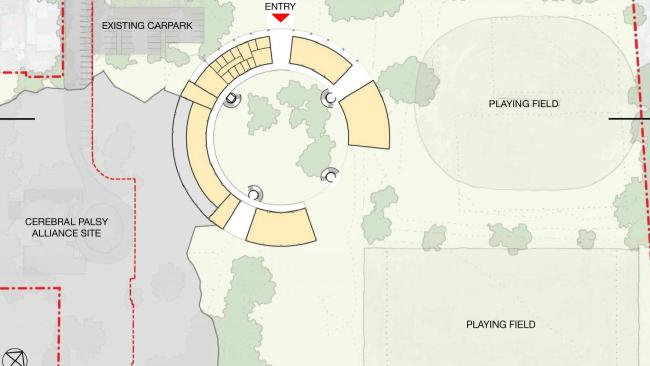 ENTRY
EXISTING CARPARK
PLAYING FIELD
CEREBRAL PALSY
ALLIANCE SITE
PLAYING FIELD